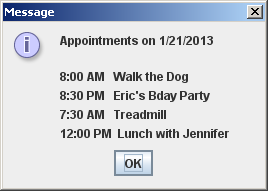 Message
Appointments on 1/21/2013
8:00 AM Walk the Dog
8:30 PM Eric's Bday Party
7:30 AM Treadmill
12:00 PM Lunch with Jennifer
OK